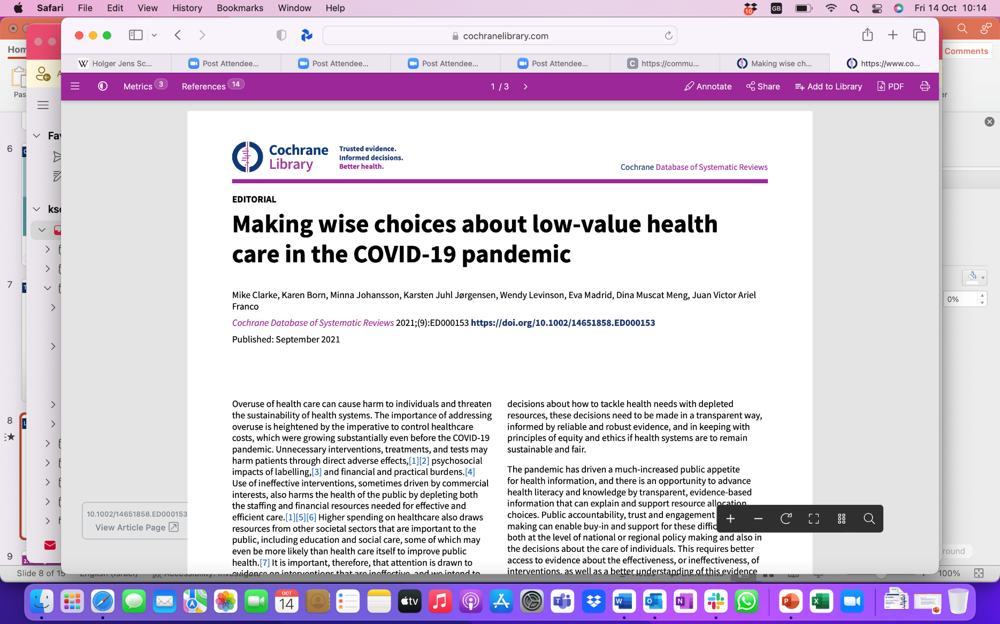 Safari File Edit View History Bookmarks Window Help 10 GB Fri 14 Oct 10:14
cochranelibrary.com
Hom
Comments
W Holger Jens Sc... Post Attendee... Post Attendee... Post Attendee... Post Attendee... C https://commu... Making wise ch... https://www.co...
Metrics 3 References 14 1 / 3 Annotate Share Add to Library PDF
Pas
er
Fav
6
Cochrane Library
Trusted evidence.
Informed decisions.
Better health.
Cochrane Database of Systematic Reviews
EDITORIAL
Making wise choices about low-value health
care in the COVID-19 pandemic
7
0%
Mike Clarke, Karen Born, Minna Johansson, Karsten Juhl Jørgensen, Wendy Levinson, Eva Madrid, Dina Muscat Meng, Juan Victor Ariel
Franco
Cochrane Database of Systematic Reviews 2021;(9):ED000153 https://doi.org/10.1002/14651858.ED000153
Published: September 2021
Overuse of health care can cause harm to individuals and threaten
the sustainability of health systems. The importance of addressing
overuse is heightened by the imperative to control healthcare
costs, which were growing substantially even before the COVID-19
pandemic. Unnecessary interventions, treatments, and tests may
harm patients through direct adverse effects,[1][2] psychosocial
impacts of labelling,[3] and financial and practical burdens.[4]
Use of ineffective interventions, sometimes driven by commercial
interests, also harms the health of the public by depleting both
the staffing and financial resources needed for effective and
efficient care.[1][5][6] Higher spending on healthcare also draws
resources from other societal sectors that are important to the
public, including education and social care, some of which may
even be more likely than health care itself to improve public
health.[7] It is important, therefore, that attention is drawn to
evidence on interventions that are ineffective, and we intend to
decisions about how to tackle health needs with depleted
resources, these decisions need to be made in a transparent way,
informed by reliable and robust evidence, and in keeping with
principles of equity and ethics if health systems are to remain
sustainable and fair.
The pandemic has driven a much-increased public appetite
for health information, and there is an opportunity to advance
health literacy and knowledge by transparent, evidence-based
information that can explain and support resource allocation
choices. Public accountability, trust and engagement
making can enable buy-in and support for these diffic
both at the level of national or regional policy making and also in
the decisions about the care of individuals. This requires better
access to evidence about the effectiveness, or ineffectiveness, of
interventions, as well as a better understanding of this evidence
8
10.1002/14651858.ED000153
View Article Page
9
round
Slide 8 of 15 English (Israel) Accessibility: Investigate Notes Comments 100%
OCT
14
tv